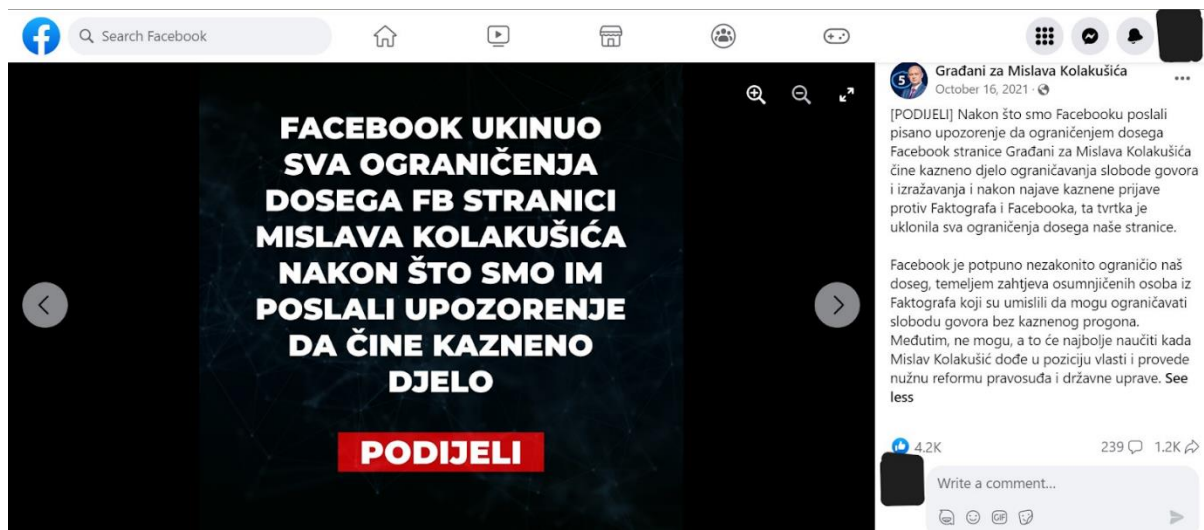 Search Facebook
FACEBOOK UKINUO
SVA OGRANIČENJA
DOSEGA FB STRANICI
MISLAVA KOLAKUŠIĆA
NAKON ŠTO SMO IM
POSLALI UPOZORENJE
DA ČINE KAZNENO
DJELO
PODIJELI
5
Građani za Mislava Kolakušića
October 16, 2021 ·
[PODIJELI] Nakon što smo Facebooku poslali
pisano upozorenje da ograničenjem dosega
Facebook stranice Građani za Mislava Kolakušića
čine kazneno djelo ograničavanja slobode govora
i izražavanja i nakon najave kaznene prijave
protiv Faktografa i Facebooka, ta tvrtka je
uklonila sva ograničenja dosega naše stranice.
Facebook je potpuno nezakonito ograničio naš
doseg, temeljem zahtjeva osumnjičenih osoba iz
Faktografa koji su umislili da mogu ograničavati
slobodu govora bez kaznenog progona.
Međutim, ne mogu, a to će najbolje naučiti kada
Mislav Kolakušić dođe u poziciju vlasti i provede
nužnu reformu pravosuđa i državne uprave. See
less
4.2K 239 1.2K
Write a comment...
GIF